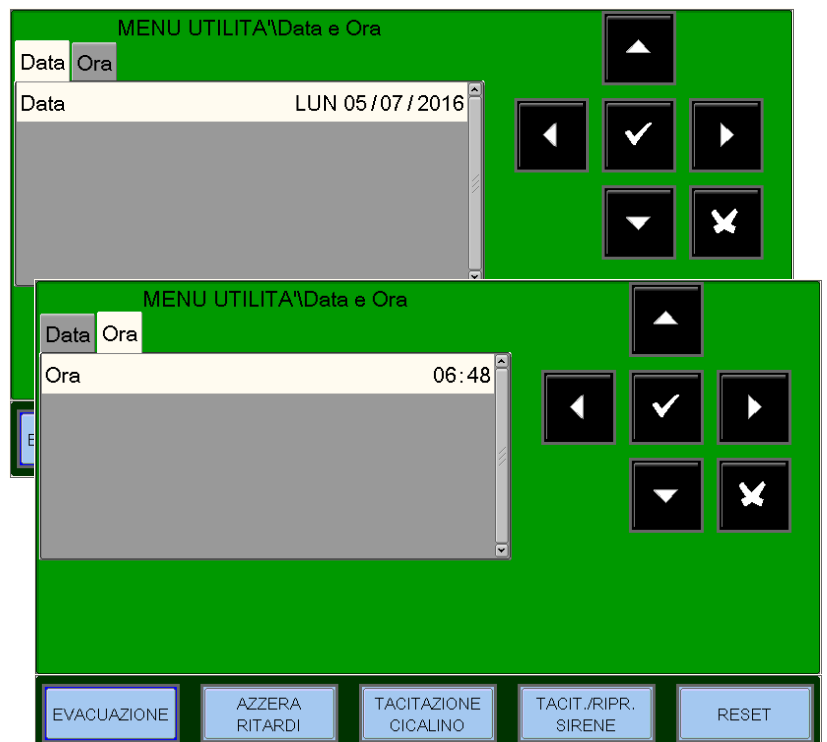 MENU UTILITA'\Data e Ora
Data Ora
Data LUN 05/07/2016
MENU UTILITA'\Data e Ora
Data Ora
Ora 06:48
E
EVACUAZIONE
AZZERA
RITARDI
TACITAZIONE
CICALINO
TACIT./RIPR.
SIRENE
RESET